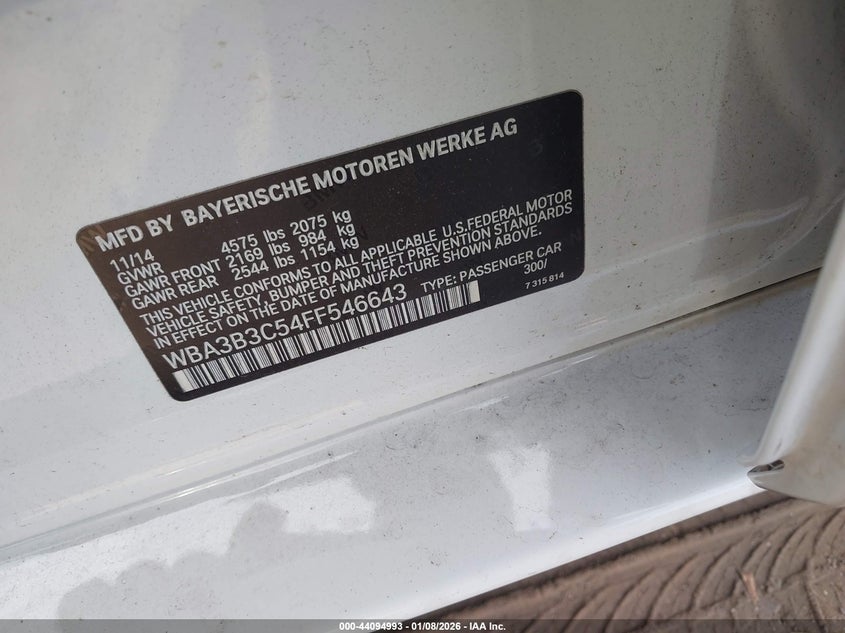 MFD BY BAYERISCHE MOTOREN WERKE AG
11/14
GVWR 4575 lbs 2075 kg
GAWR FRONT 2169 lbs 984 kg
GAWR REAR 2544 lbs 1154 kg
THIS VEHICLE CONFORMS TO ALL APPLICABLE U.S.FEDERAL MOTOR
VEHICLE SAFETY, BUMPER, AND THEFT PREVENTION STANDARDS
IN EFFECT ON THE DATE OF MANUFACTURE SHOWN ABOVE.
WBA3B3C54FF546643 TYPE: PASSENGER CAR
300/
7 315 814
000-44094993 - 01/08/2026 - IAA Inc.